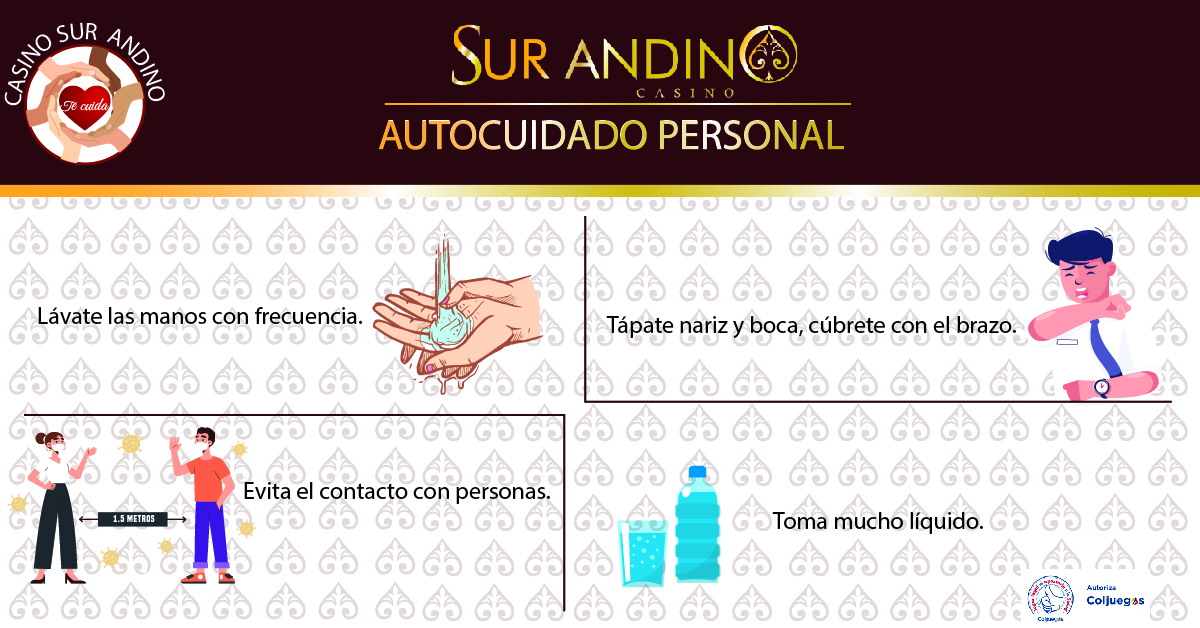 CASINO SUR ANDINO
Te cuida
SUR ANDINO
CASINO
AUTOCUIDADO PERSONAL
Lávate las manos con frecuencia.
Tápate nariz y boca, cúbrete con el brazo.
1.5 METROS
Evita el contacto con personas.
Toma mucho líquido.
Autoriza
Coljuegos
Coljuegos